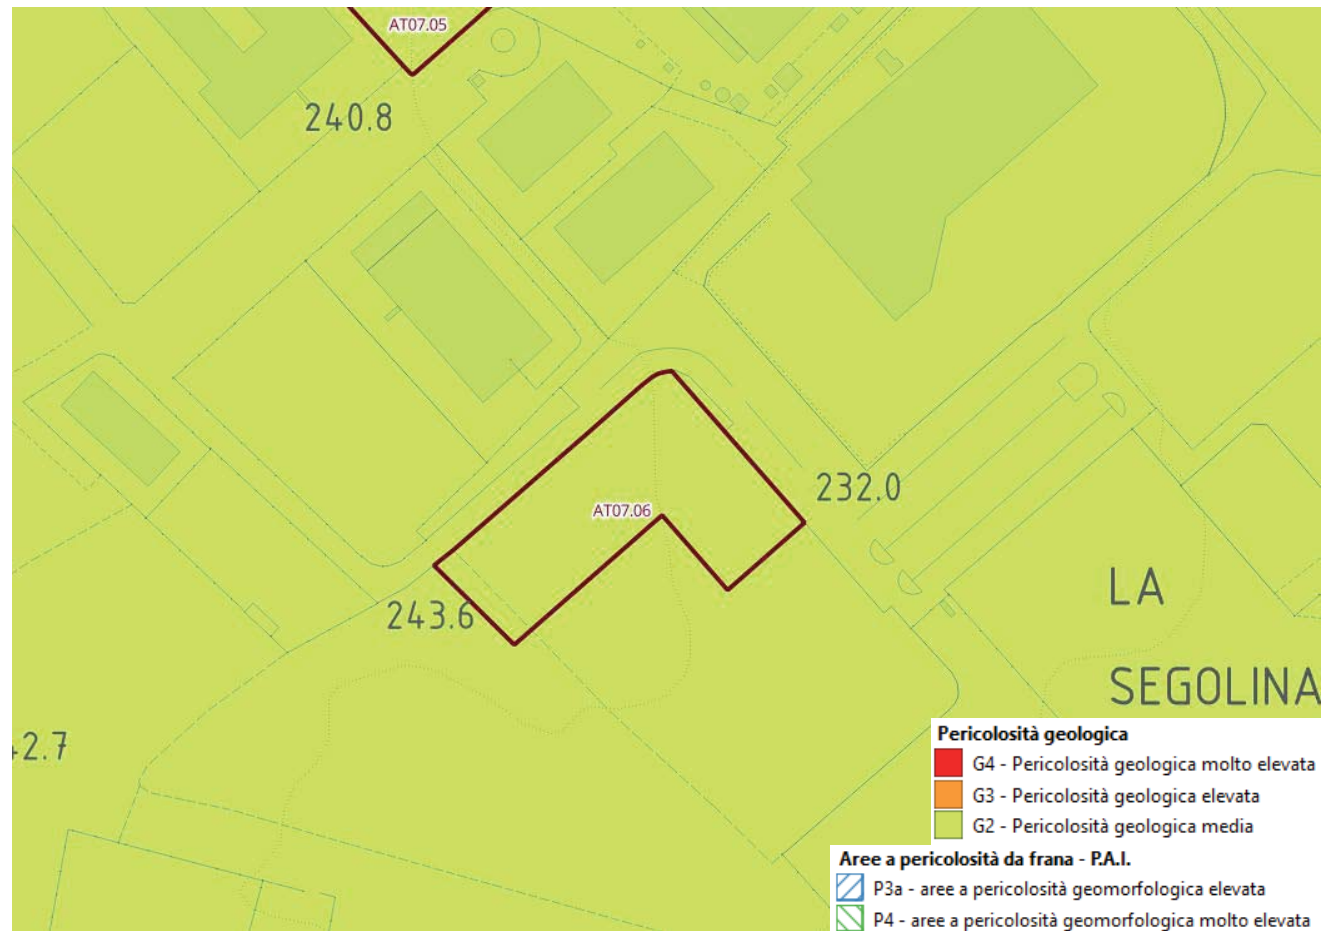 AT07.05
240.8
232.0
AT07.06
LA
243.6
SEGOLINA
2.7
Pericolosità geologica
G4 - Pericolosità geologica molto elevata
G3 - Pericolosità geologica elevata
G2 - Pericolosità geologica media
Aree a pericolosità da frana - P.A.I.
P3a - aree a pericolosità geomorfologica elevata
P4 - aree a pericolosità geomorfologica molto elevata